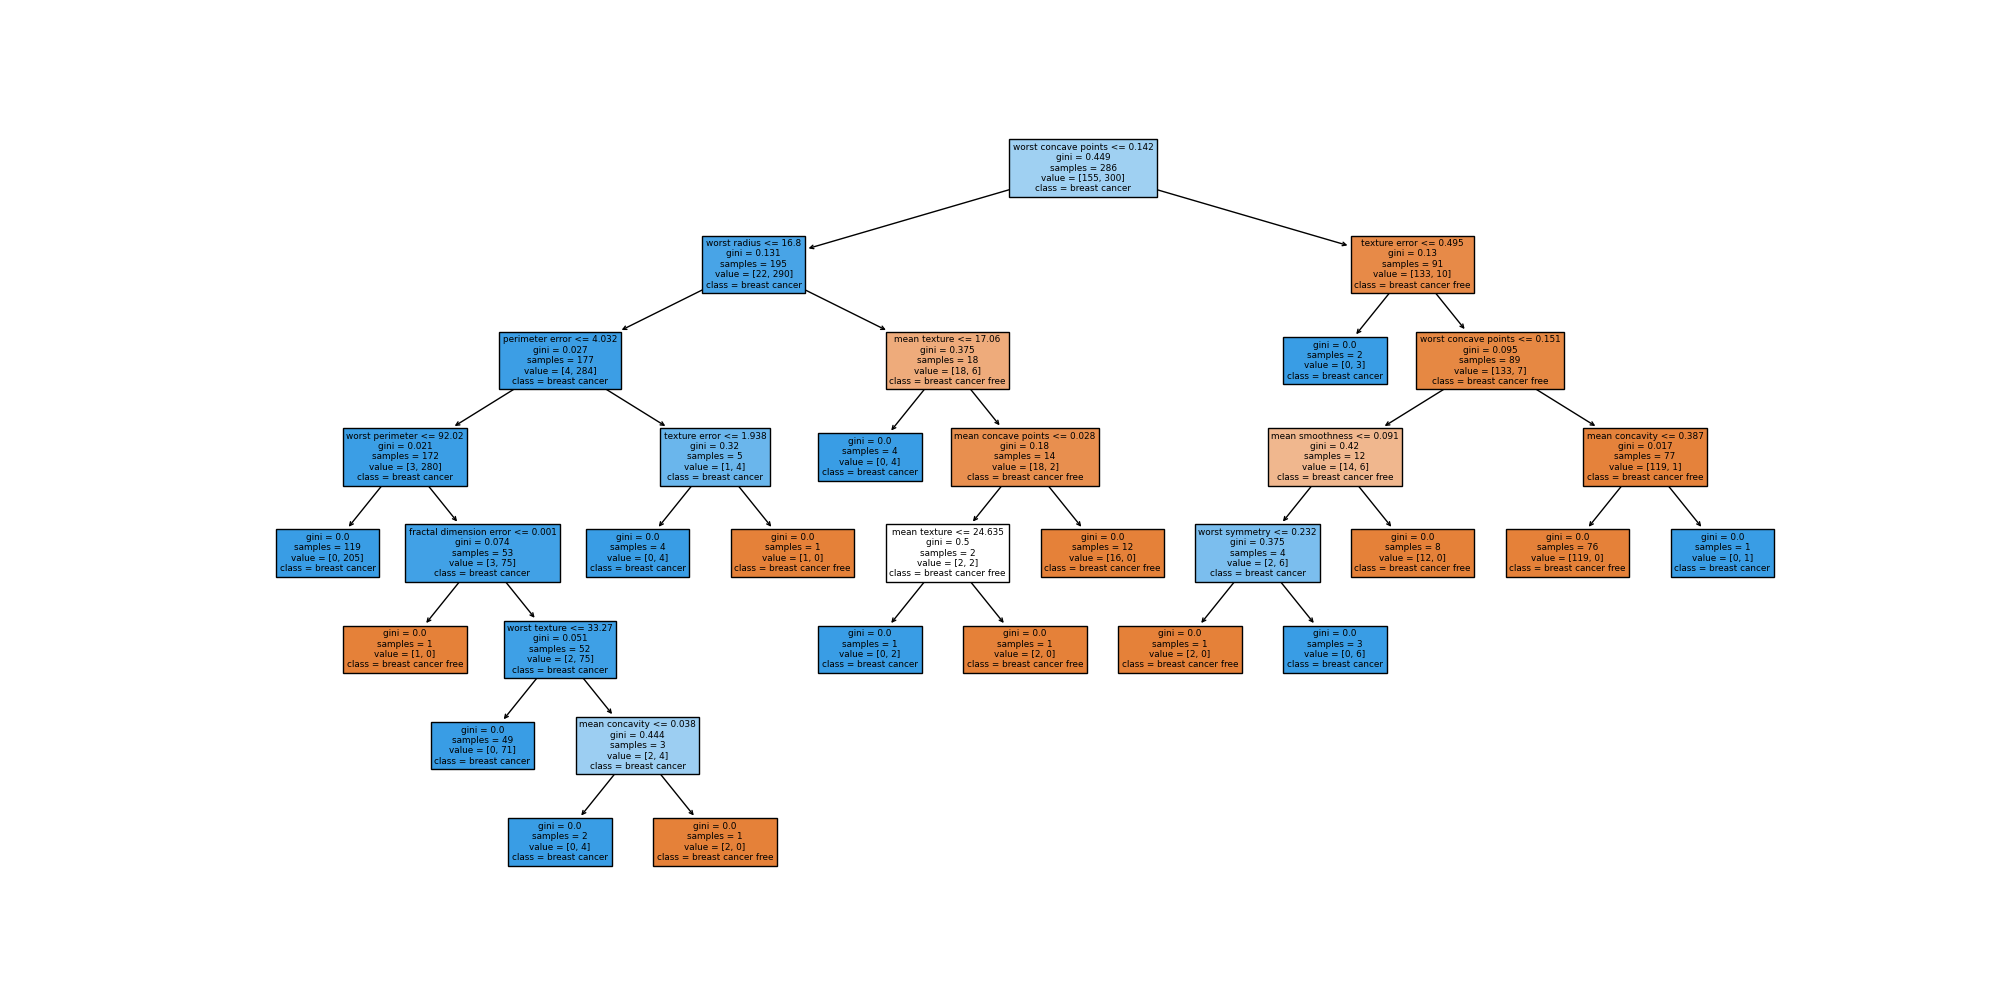 worst concave points <= 0.142
gini = 0.449
samples = 286
value = [155, 300]
class = breast cancer
worst radius <= 16.8
gini = 0.131
samples = 195
value = [22, 290]
class = breast cancer
texture error <= 0.495
gini = 0.13
samples = 91
value = [133, 10]
class = breast cancer free
perimeter error <= 4.032
gini = 0.027
samples = 177
value = [4, 284]
class = breast cancer
mean texture <= 17.06
gini = 0.375
samples = 18
value = [18, 6]
class = breast cancer free
gini = 0.0
samples = 2
value = [0, 3]
class = breast cancer
worst concave points <= 0.151
gini = 0.095
samples = 89
value = [133, 7]
class = breast cancer free
worst perimeter <= 92.02
gini = 0.021
samples = 172
value = [3, 280]
class = breast cancer
texture error <= 1.938
gini = 0.32
samples = 5
value = [1, 4]
class = breast cancer
gini = 0.0
samples = 4
value = [0, 4]
class = breast cancer
mean concave points <= 0.028
gini = 0.18
samples = 14
value = [18, 2]
class = breast cancer free
mean smoothness <= 0.091
gini = 0.42
samples = 12
value = [14, 6]
class = breast cancer free
mean concavity <= 0.387
gini = 0.017
samples = 77
value = [119, 1]
class = breast cancer free
gini = 0.0
samples = 119
value = [0, 205]
class = breast cancer
fractal dimension error <= 0.001
gini = 0.074
samples = 53
value = [3, 75]
class = breast cancer
gini = 0.0
samples = 4
value = [0, 4]
class = breast cancer
gini = 0.0
samples = 1
value = [1, 0]
class = breast cancer free
mean texture <= 24.635
gini = 0.5
samples = 2
value = [2, 2]
class = breast cancer free
gini = 0.0
samples = 12
value = [16, 0]
class = breast cancer free
worst symmetry <= 0.232
gini = 0.375
samples = 4
value = [2, 6]
class = breast cancer
gini = 0.0
samples = 8
value = [12, 0]
class = breast cancer free
gini = 0.0
samples = 76
value = [119, 0]
class = breast cancer free
gini = 0.0
samples = 1
value = [0, 1]
class = breast cancer
gini = 0.0
samples = 1
value = [1, 0]
class = breast cancer free
worst texture <= 33.27
gini = 0.051
samples = 52
value = [2, 75]
class = breast cancer
gini = 0.0
samples = 1
value = [0, 2]
class = breast cancer
gini = 0.0
samples = 1
value = [2, 0]
class = breast cancer free
gini = 0.0
samples = 1
value = [2, 0]
class = breast cancer free
gini = 0.0
samples = 3
value = [0, 6]
class = breast cancer
gini = 0.0
samples = 49
value = [0, 71]
class = breast cancer
mean concavity <= 0.038
gini = 0.444
samples = 3
value = [2, 4]
class = breast cancer
gini = 0.0
samples = 2
value = [0, 4]
class = breast cancer
gini = 0.0
samples = 1
value = [2, 0]
class = breast cancer free